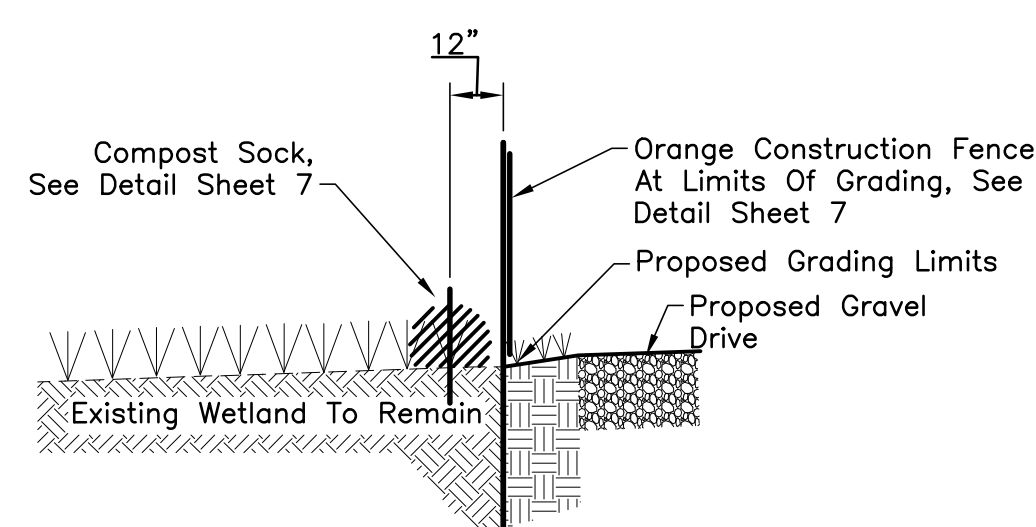 12”
Compost Sock,
See Detail Sheet 7
Orange Construction Fence
At Limits Of Grading, See
Detail Sheet 7
Proposed Grading Limits
Proposed Gravel
Drive
Existing Wetland To Remain